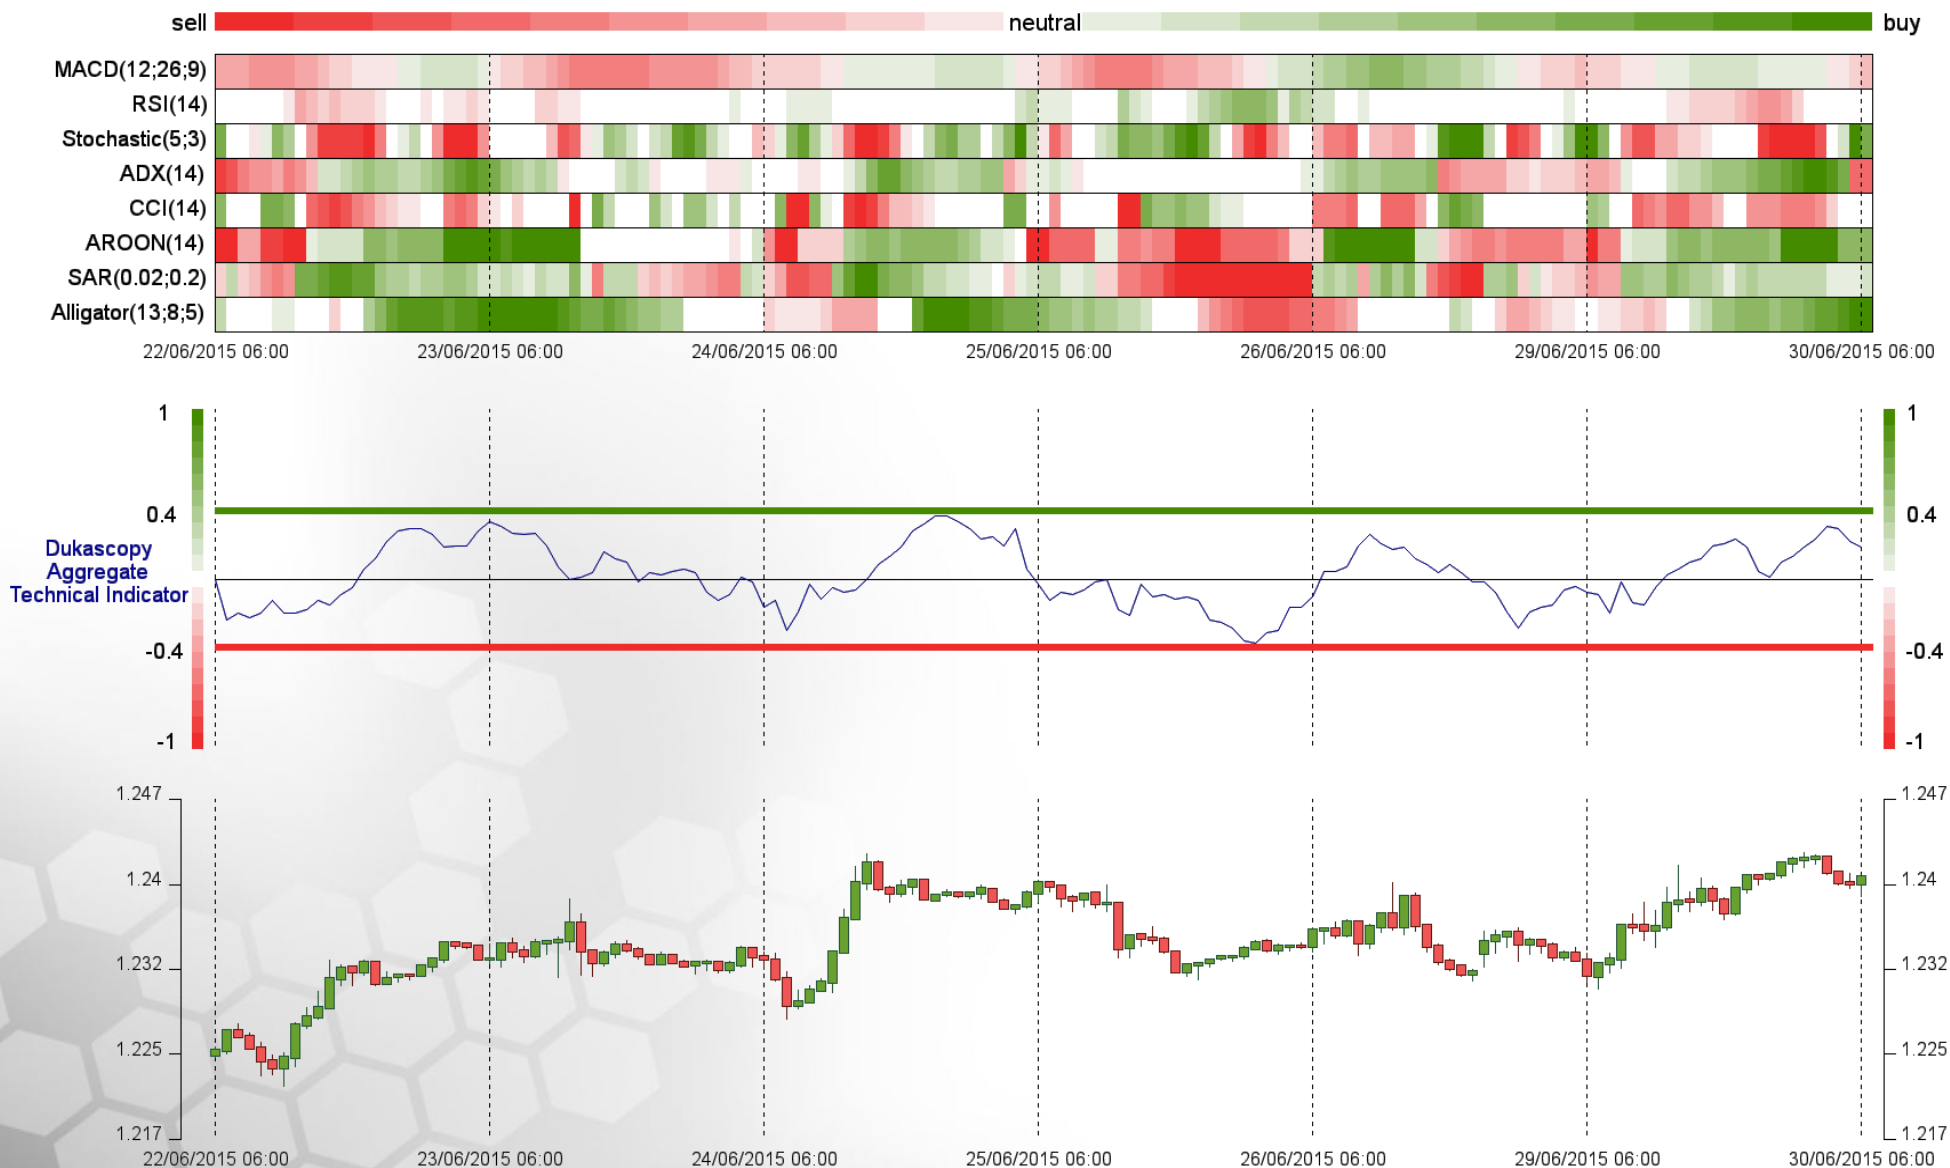 sell neutral buy
MACD(12;26;9)
RSI(14)
Stochastic(5;3)
ADX(14)
CCI(14)
AROON(14)
SAR(0.02;0.2)
Alligator(13;8;5)
22/06/2015 06:00 23/06/2015 06:00 24/06/2015 06:00 25/06/2015 06:00 26/06/2015 06:00 29/06/2015 06:00 30/06/2015 06:00
1 1
0.4 0.4
Dukascopy
Aggregate
Technical Indicator
-0.4 -0.4
-1 -1
1.247 1.247
1.24 1.24
1.232 1.232
1.225 1.225
1.217 1.217
22/06/2015 06:00 23/06/2015 06:00 24/06/2015 06:00 25/06/2015 06:00 26/06/2015 06:00 29/06/2015 06:00 30/06/2015 06:00